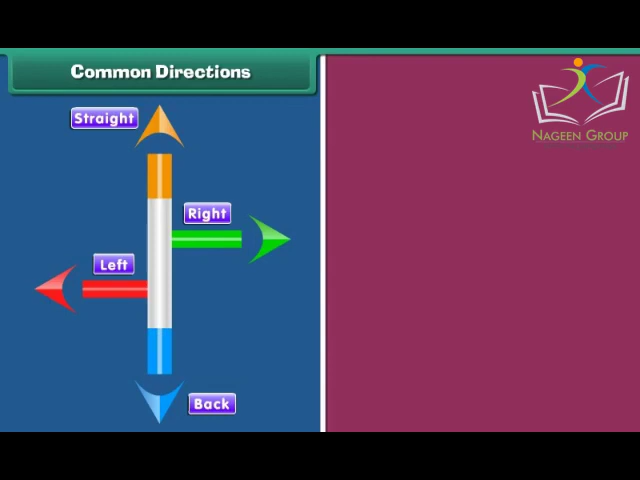 Common Directions
Straight
Right
Left
Back
NAGEEN GROUP